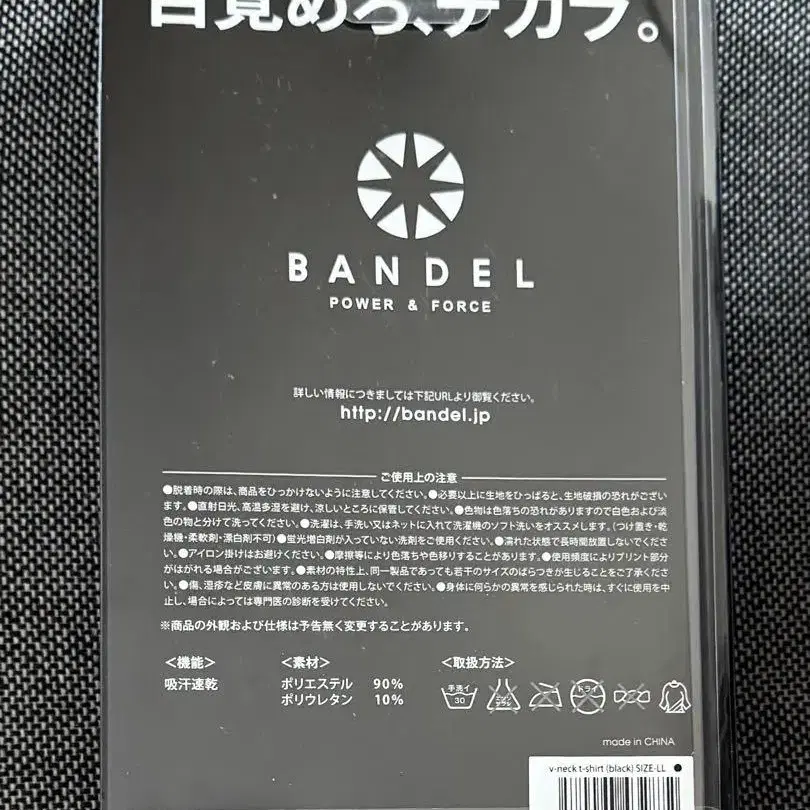 目覚めろ、チカラ。
BANDEL
POWER & FORCE
詳しい情報につきましては下記URLより御覧ください。
http://bandel.jp
ご使用上の注意
●脱着時の際は、商品をひっかけないように注意してください。●必要以上に生地をひっぱると、生地破損の恐れがござい
ます。●直射日光、高温多湿を避け、涼しいところに保管してください。●色物は色落ちの恐れがありますので白色および淡
色の物と分けて洗ってください。●洗濯は、手洗い又はネットに入れて洗濯機のソフト洗いをオススメします。(つけ置き・乾
燥機・柔軟剤・漂白剤不可)●蛍光増白剤が入っていない洗剤をご使用ください。●濡れた状態で長時間放置しないでくださ
い。●アイロン掛けはお避けください。●摩擦等により色落ちや色移りすることがあります。●使用頻度によりプリント部分
がはがれる場合がございます。●素材の特性上、同一製品であっても若干のサイズのばらつきが生じることをご了承くださ
い。●傷、湿疹など皮膚に異常のある方は使用しないでください。●身体に何らかの異常を感じられた時は、すぐに使用を中
止し、場合によっては専門医の診断を受けてください。
※商品の外観および仕様は予告無く変更することがあります。
＜機能＞ ＜素材＞ ＜取扱方法＞
吸汗速乾 ポリエステル 90%
ポリウレタン 10%
手洗イ 30 エンソサラシ ドライ
made in CHINA
v-neck t-shirt (black) SIZE-LL